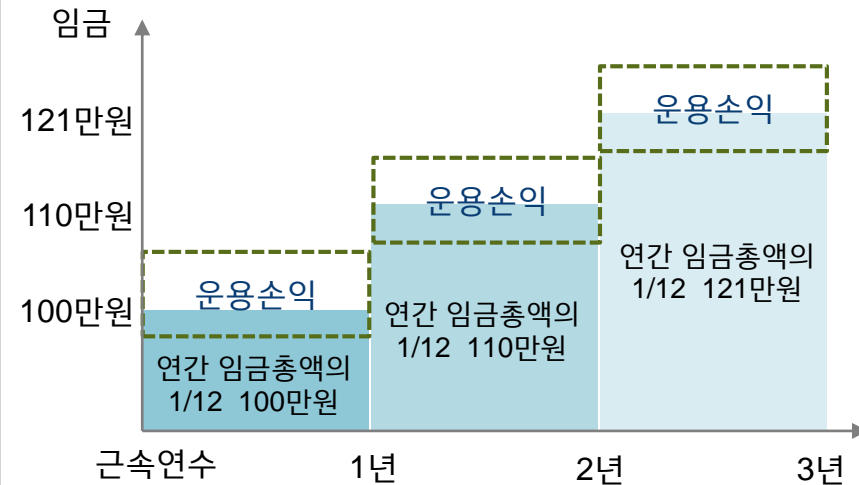 임금
121만원
110만원
100만원
운용손익
운용손익
운용손익
연간 임금총액의
1/12 100만원
연간 임금총액의
1/12 110만원
연간 임금총액의
1/12 121만원
근속연수
1년
2년
3년